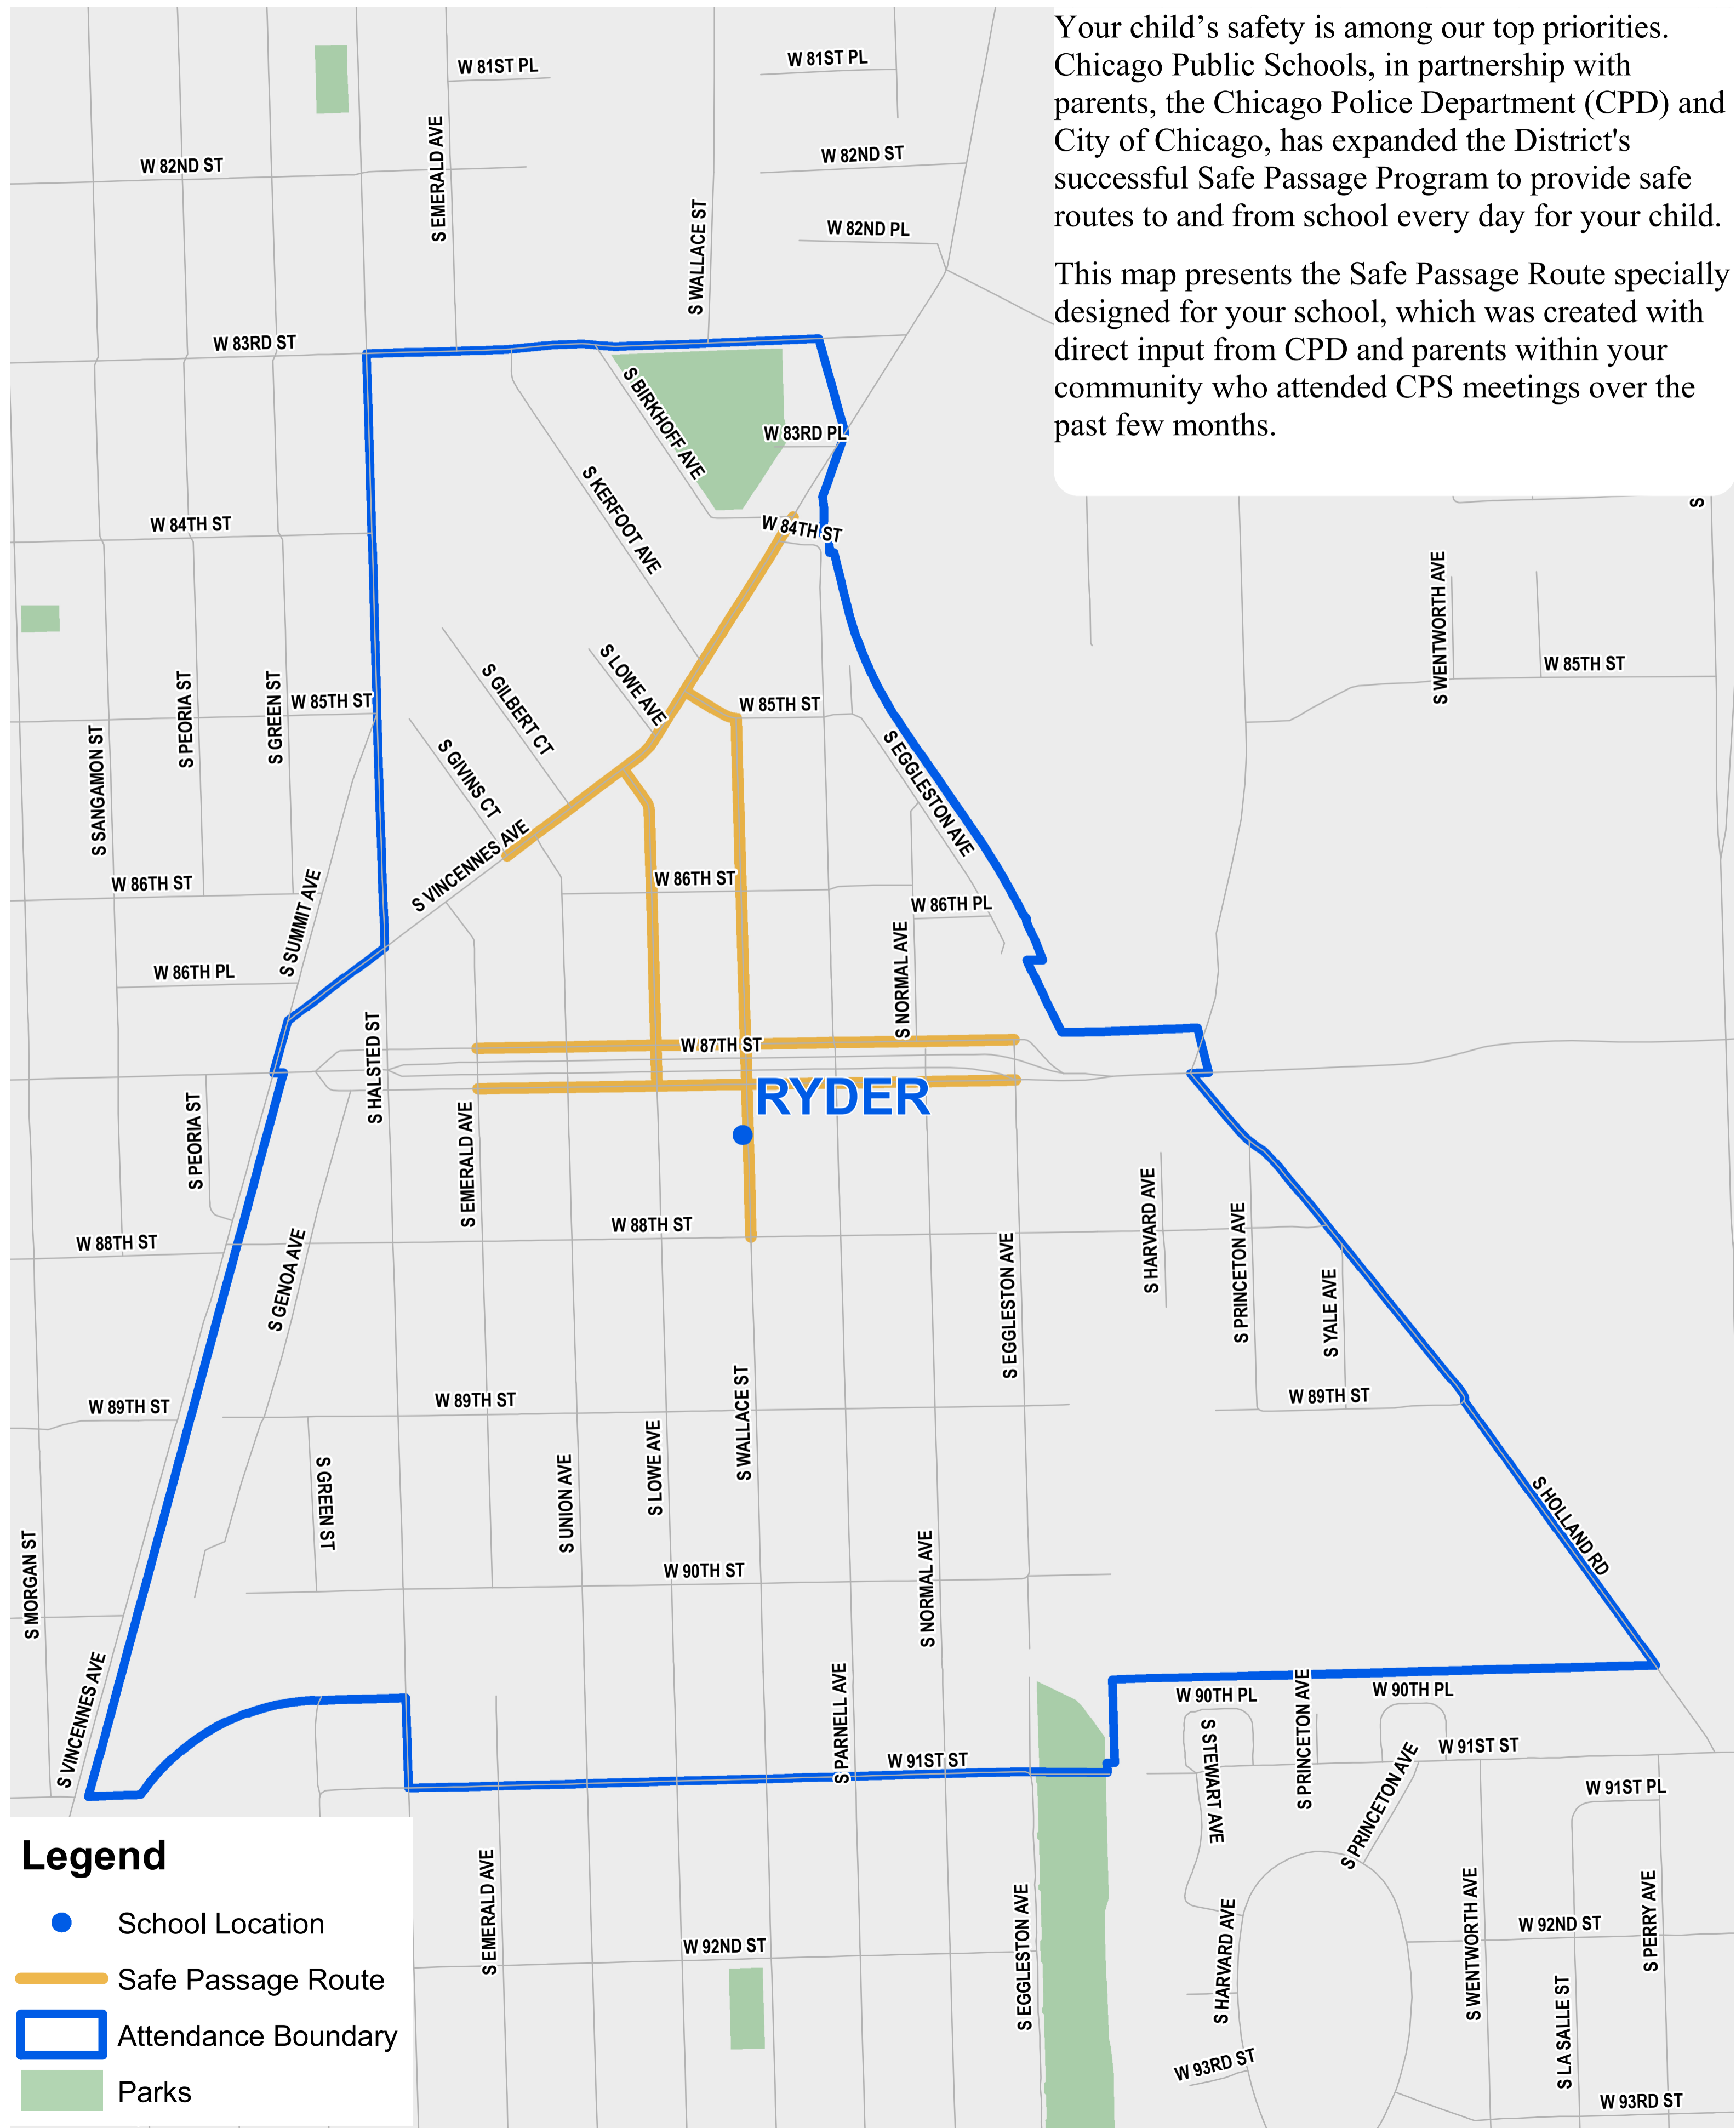 Your child’s safety is among our top priorities.
Chicago Public Schools, in partnership with
parents, the Chicago Police Department (CPD) and
City of Chicago, has expanded the District's
successful Safe Passage Program to provide safe
routes to and from school every day for your child.
This map presents the Safe Passage Route specially
designed for your school, which was created with
direct input from CPD and parents within your
community who attended CPS meetings over the
past few months.
W 81ST PL
W 81ST PL
W 82ND ST
S EMERALD AVE
W 82ND ST
S WALLACE ST
W 82ND PL
W 83RD ST
S BIRKHOFF AVE
W 83RD PL
S KERFOOT AVE
W 84TH ST
W 84TH ST
S
S WENTWORTH AVE
W 85TH ST
S SANGAMON ST
S PEORIA ST
S GREEN ST
W 85TH ST
S GIVINS CT
S GILBERT CT
S LOWE AVE
W 85TH ST
S EGGLESTON AVE
S VINCENNES AVE
W 86TH ST
S SUMMIT AVE
W 86TH ST
W 86TH PL
W 86TH PL
S NORMAL AVE
S HALSTED ST
W 87TH ST
RYDER
S PEORIA ST
S EMERALD AVE
W 88TH ST
S GENOA AVE
W 88TH ST
S EGGLESTON AVE
S HARVARD AVE
S PRINCETON AVE
S YALE AVE
W 89TH ST
W 89TH ST
S WALLACE ST
W 89TH ST
S GREEN ST
S UNION AVE
S LOWE AVE
S HOLLAND RD
S MORGAN ST
W 90TH ST
S NORMAL AVE
S VINCENNES AVE
S PARNELL AVE
W 91ST ST
W 90TH PL
S PRINCETON AVE
W 90TH PL
S STEWART AVE
W 91ST ST
S PRINCETON AVE
W 91ST PL
S EMERALD AVE
W 92ND ST
S EGGLESTON AVE
S HARVARD AVE
S WENTWORTH AVE
W 92ND ST
S PERRY AVE
S LA SALLE ST
W 93RD ST
W 93RD ST
Legend
School Location
Safe Passage Route
Attendance Boundary
Parks